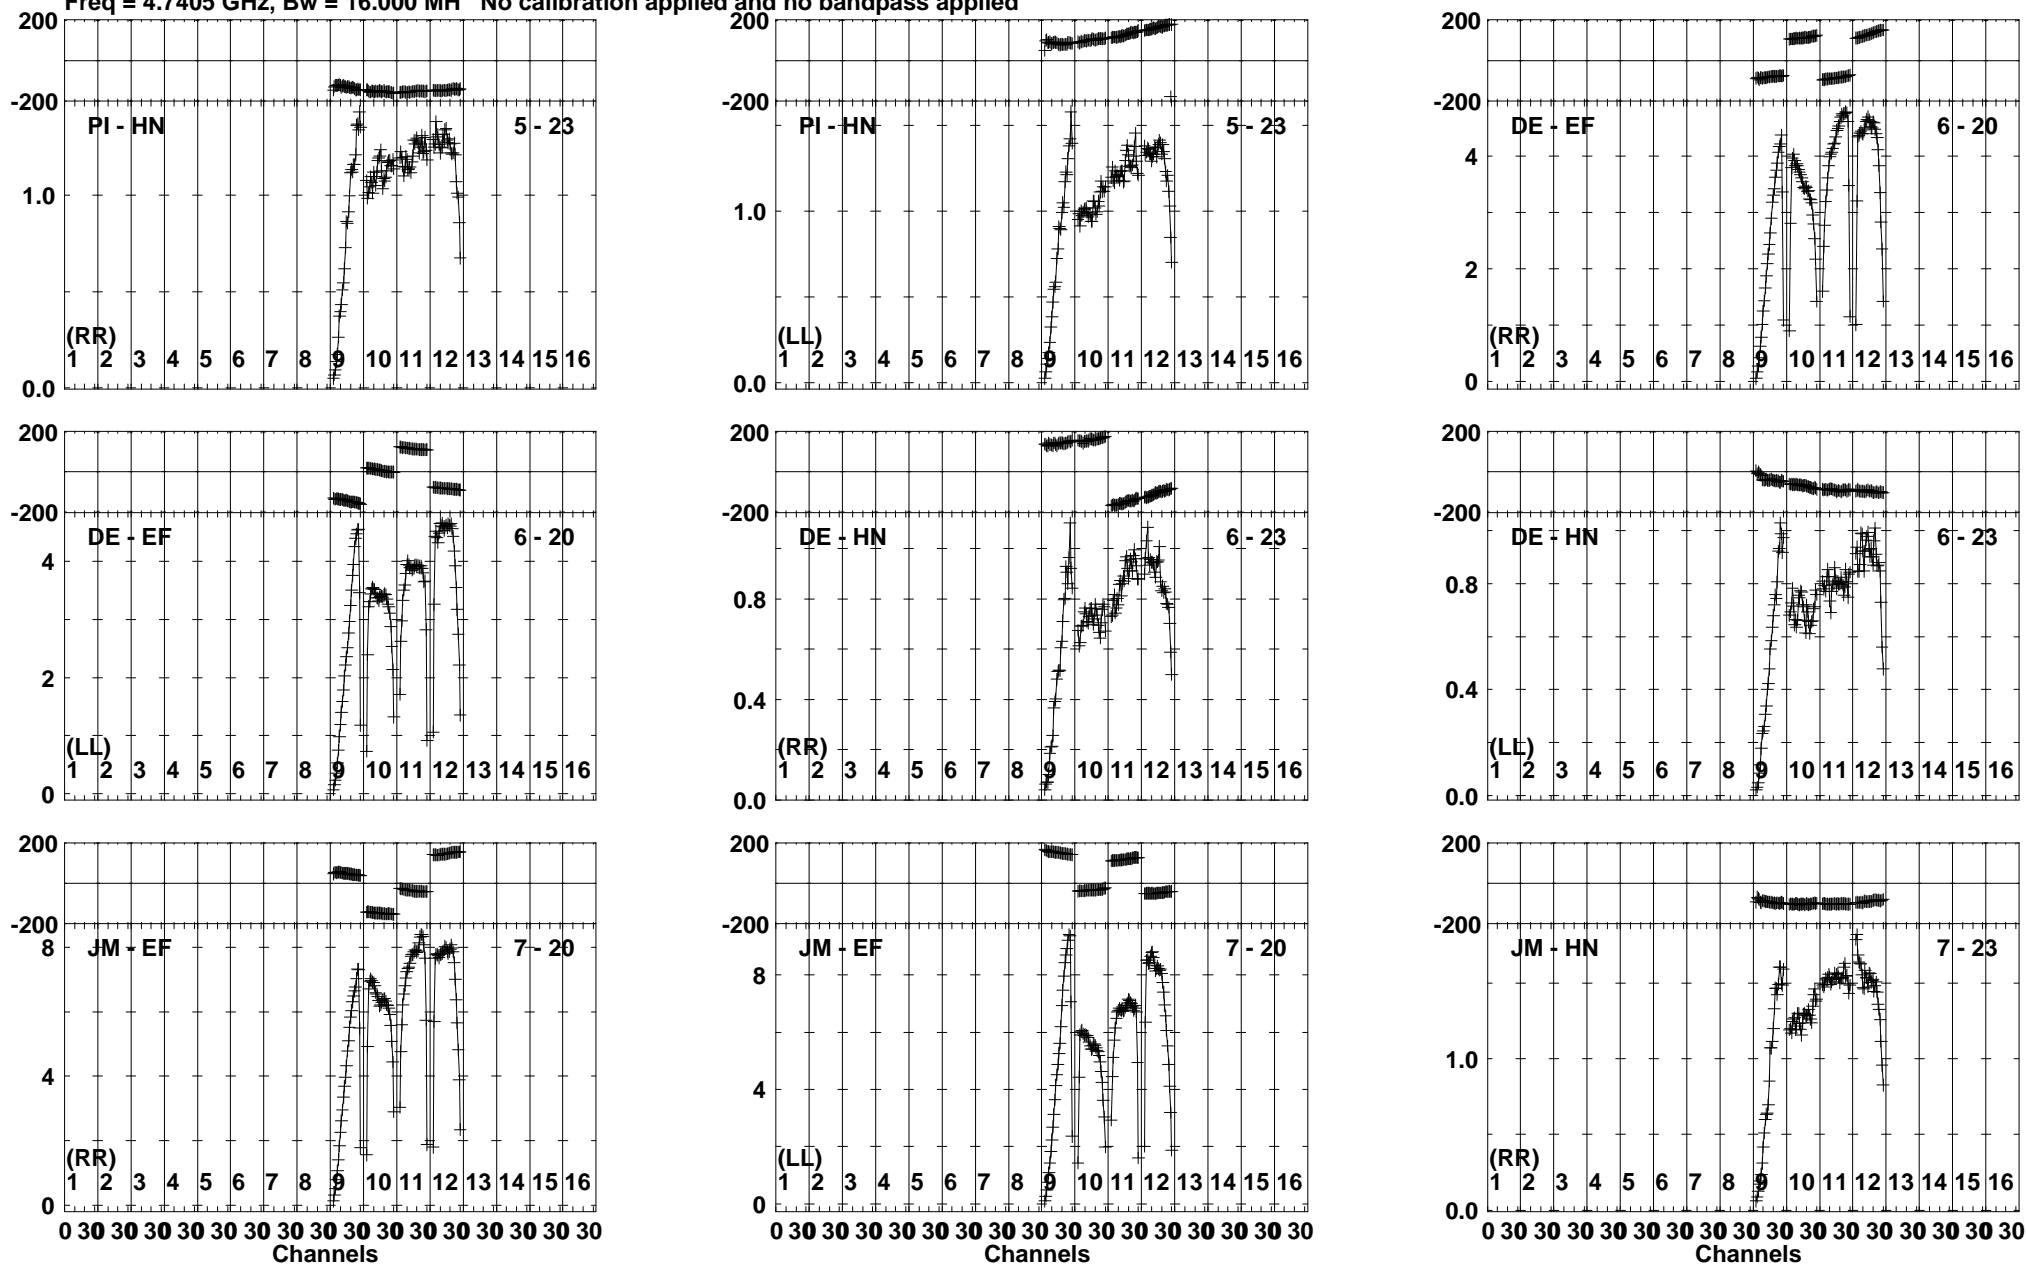 Freq = 4.7405 GHz, Bw = 16.000 MH No calibration applied and no bandpass applied
200
-200
PI - HN 5 - 23
1.0
(RR)
1 2 3 4 5 6 7 8 9 10 11 12 13 14 15 16
0.0
200
-200
PI - HN 5 - 23
1.0
(LL)
1 2 3 4 5 6 7 8 9 10 11 12 13 14 15 16
0.0
200
-200
DE - EF 6 - 20
4
2
(RR)
1 2 3 4 5 6 7 8 9 10 11 12 13 14 15 16
0
200
-200
DE - EF 6 - 20
4
2
(LL)
1 2 3 4 5 6 7 8 9 10 11 12 13 14 15 16
0
200
-200
DE - HN 6 - 23
0.8
0.4
(RR)
1 2 3 4 5 6 7 8 9 10 11 12 13 14 15 16
0.0
200
-200
DE - HN 6 - 23
0.8
0.4
(LL)
1 2 3 4 5 6 7 8 9 10 11 12 13 14 15 16
0.0
200
-200
JM - EF 7 - 20
8
4
(RR)
1 2 3 4 5 6 7 8 9 10 11 12 13 14 15 16
0
0 30 30 30 30 30 30 30 30 30 30 30 30 30 30 30 30
Channels
200
-200
JM - EF 7 - 20
8
4
(LL)
1 2 3 4 5 6 7 8 9 10 11 12 13 14 15 16
0
0 30 30 30 30 30 30 30 30 30 30 30 30 30 30 30 30
Channels
200
-200
JM - HN 7 - 23
1.0
(RR)
1 2 3 4 5 6 7 8 9 10 11 12 13 14 15 16
0.0
0 30 30 30 30 30 30 30 30 30 30 30 30 30 30 30 30
Channels